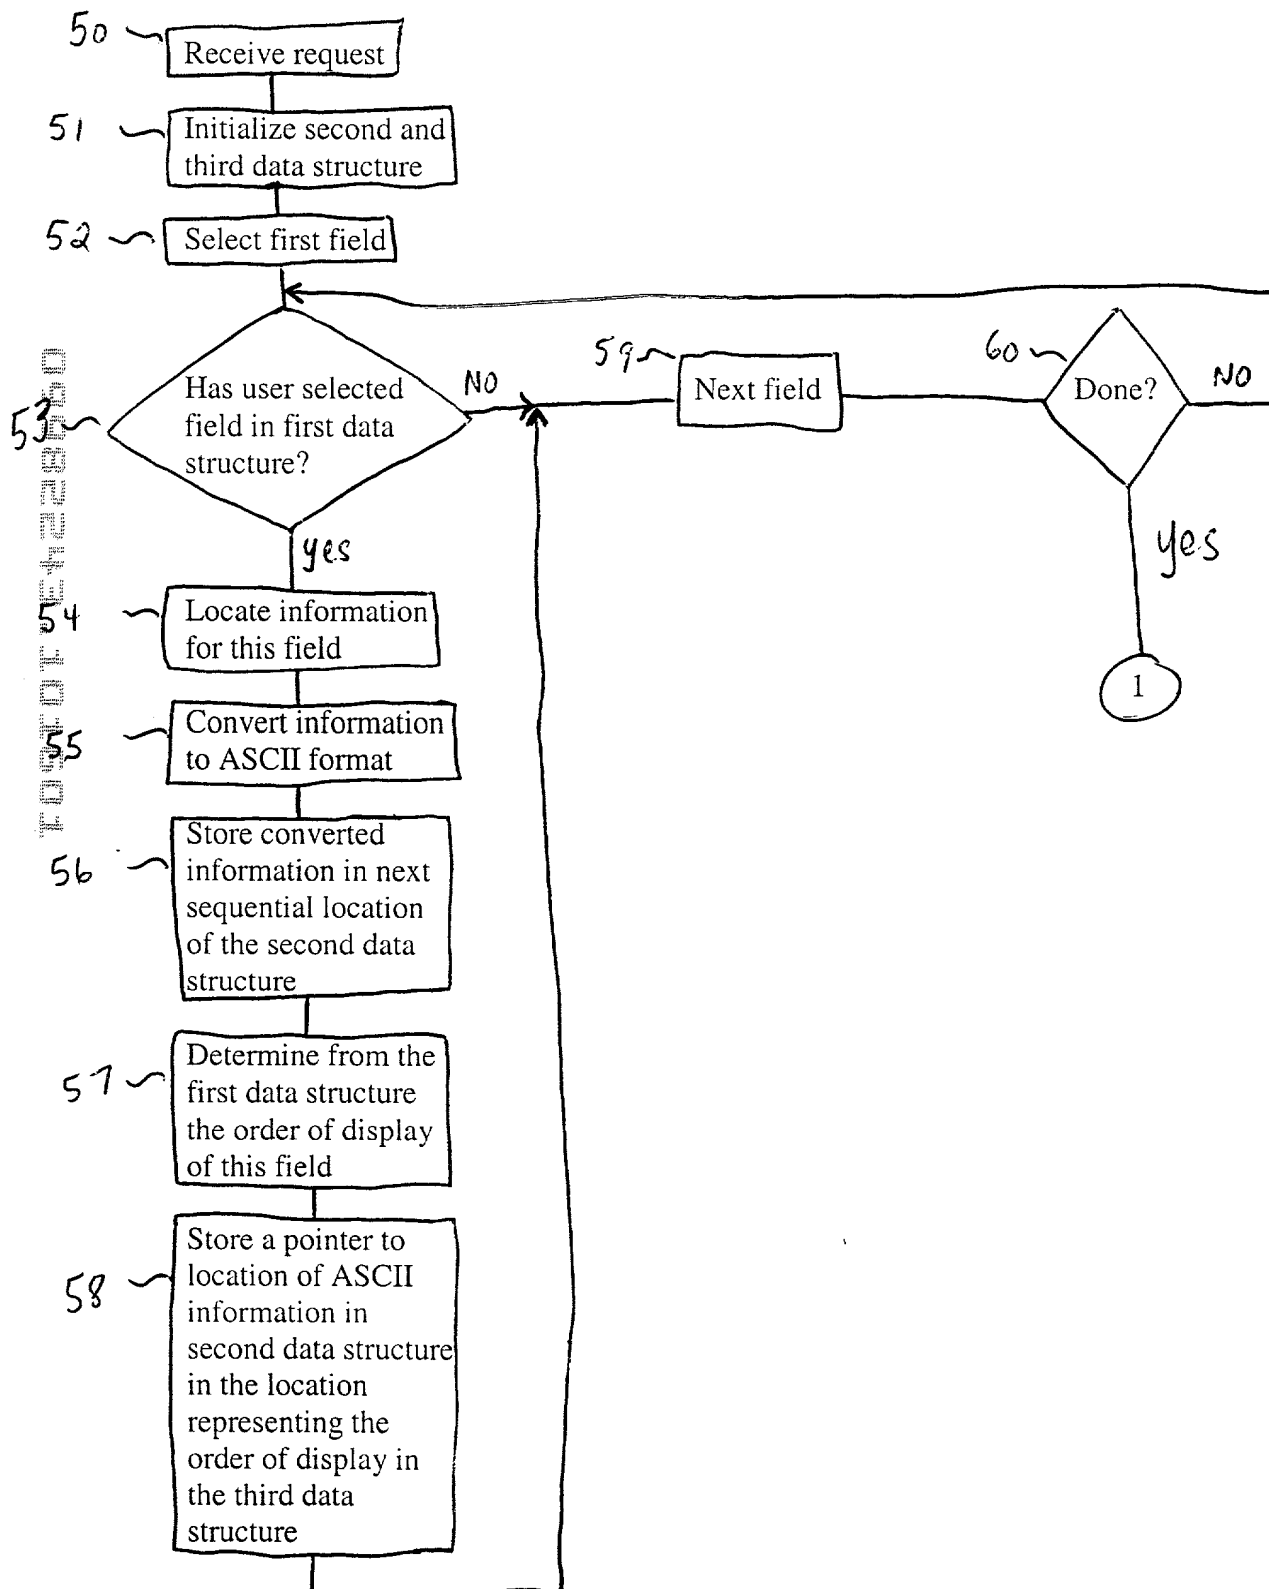 50
Receive request
51
Initialize second and
third data structure
52
Select first field
53
Has user selected
field in first data
structure?
NO
59
Next field
60
Done?
NO
yes
yes
1
54
Locate information
for this field
55
Convert information
to ASCII format
56
Store converted
information in next
sequential location
of the second data
structure
57
Determine from the
first data structure
the order of display
of this field
58
Store a pointer to
location of ASCII
information in
second data structure
in the location
representing the
order of display in
the third data
structure